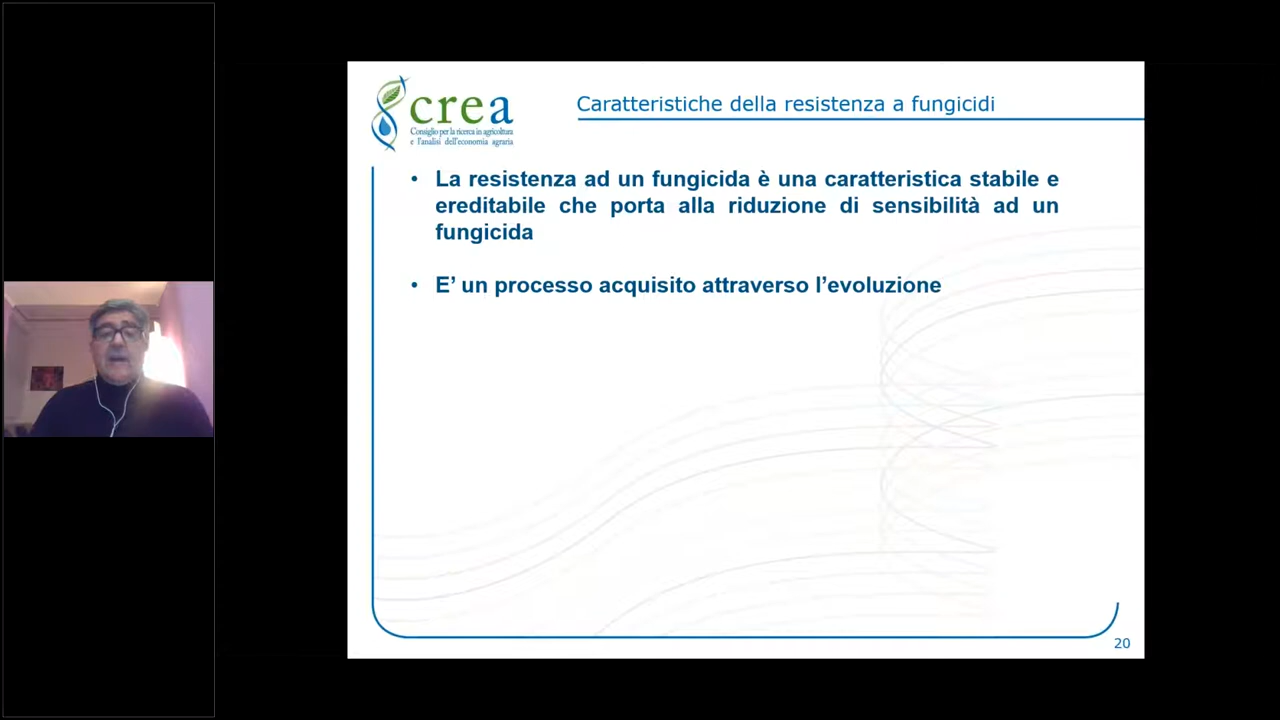 crea
Consiglio per la ricerca in agricoltura
e l'analisi dell'economia agraria
Caratteristiche della resistenza a fungicidi
• La resistenza ad un fungicida è una caratteristica stabile e
ereditabile che porta alla riduzione di sensibilità ad un
fungicida
• E’ un processo acquisito attraverso l’evoluzione
20